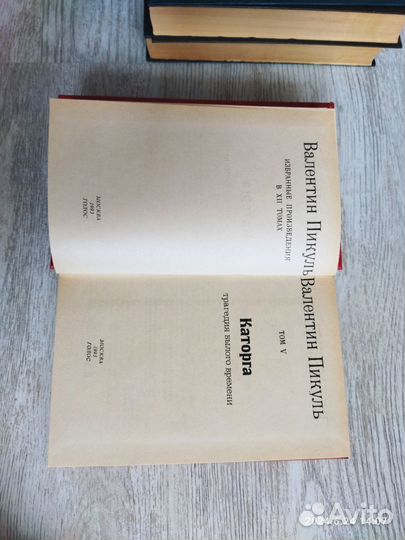 Валентин Пикуль
ИЗБРАННЫЕ ПРОИЗВЕДЕНИЯ
В XII ТОМАХ
МОСКВА
1993
ГОЛОС
Валентин Пикуль
ТОМ V
Каторга
трагедия былого времени
МОСКВА
1993
ГОЛОС
Avito